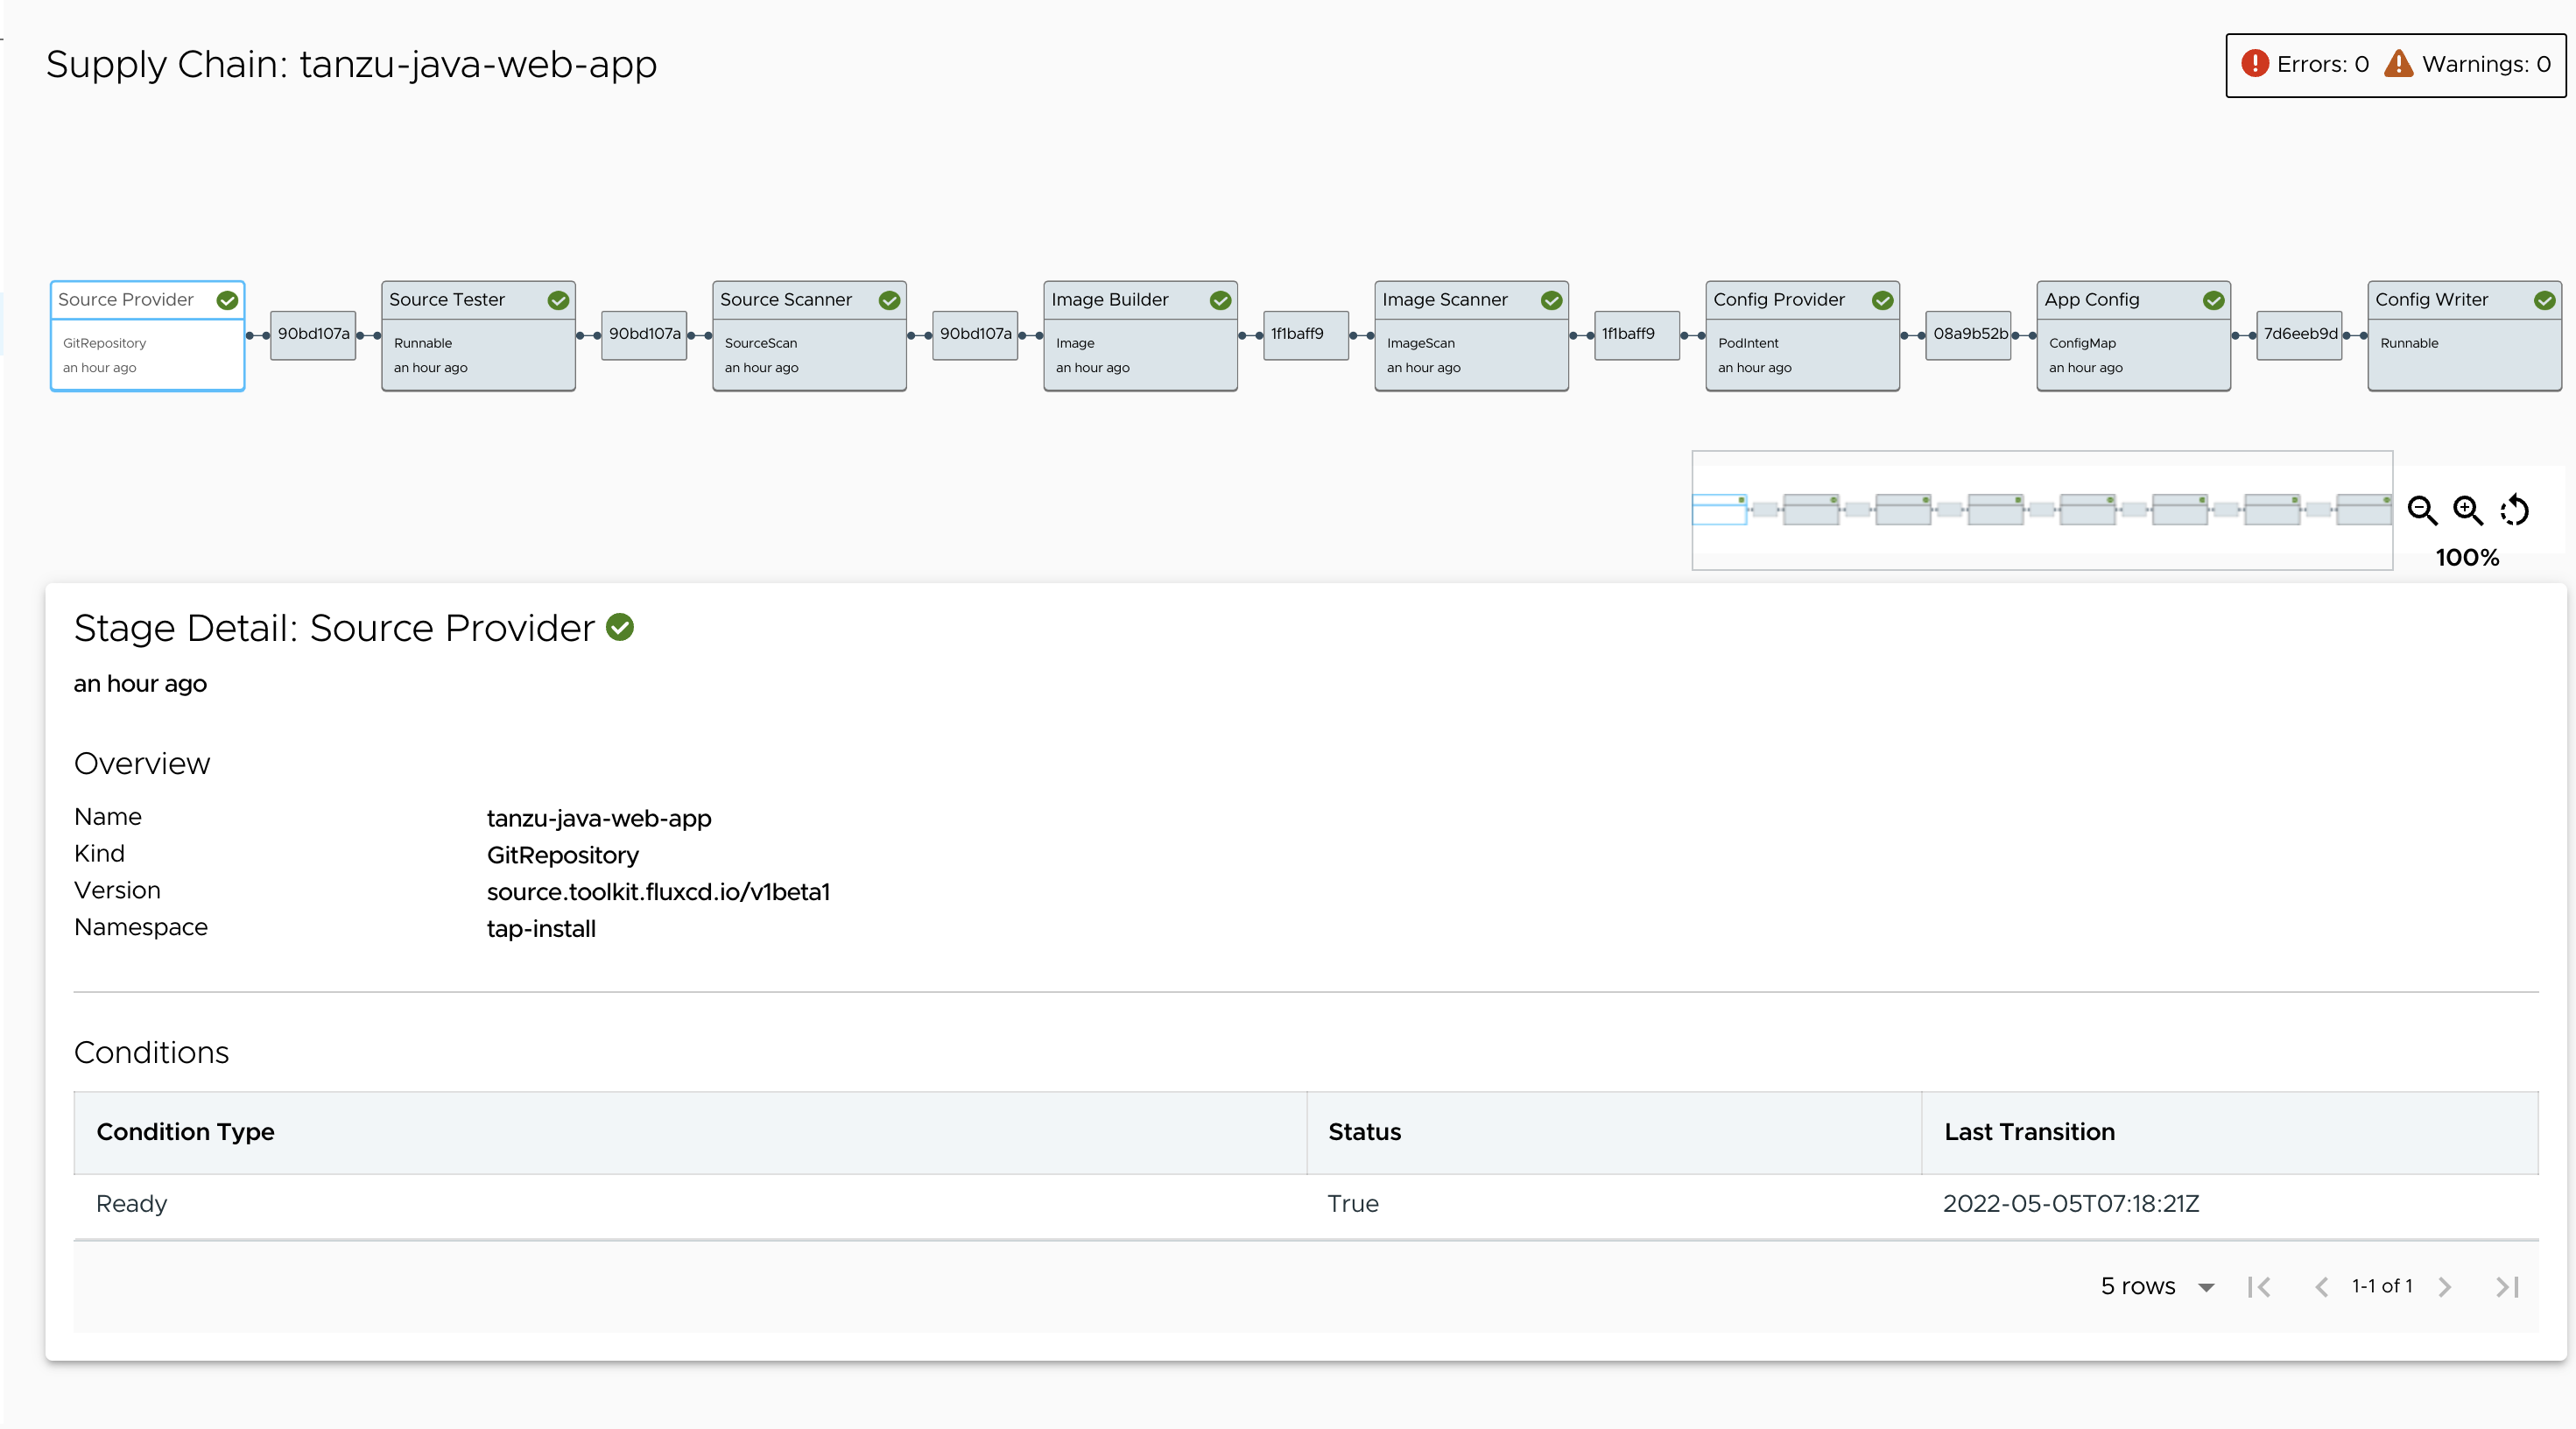 Supply Chain: tanzu-java-web-app
Errors: 0 Warnings: 0
Source Provider
GitRepository
an hour ago
90bd107a
Source Tester
Runnable
an hour ago
90bd107a
Source Scanner
SourceScan
an hour ago
90bd107a
Image Builder
Image
an hour ago
1f1baff9
Image Scanner
ImageScan
an hour ago
1f1baff9
Config Provider
PodIntent
an hour ago
08a9b52b
App Config
ConfigMap
an hour ago
7d6eeb9d
Config Writer
Runnable
100%
Stage Detail: Source Provider
an hour ago
Overview
Name tanzu-java-web-app
Kind GitRepository
Version source.toolkit.fluxcd.io/v1beta1
Namespace tap-install
Conditions
Condition Type Status Last Transition
Ready True 2022-05-05T07:18:21Z
5 rows 1-1 of 1